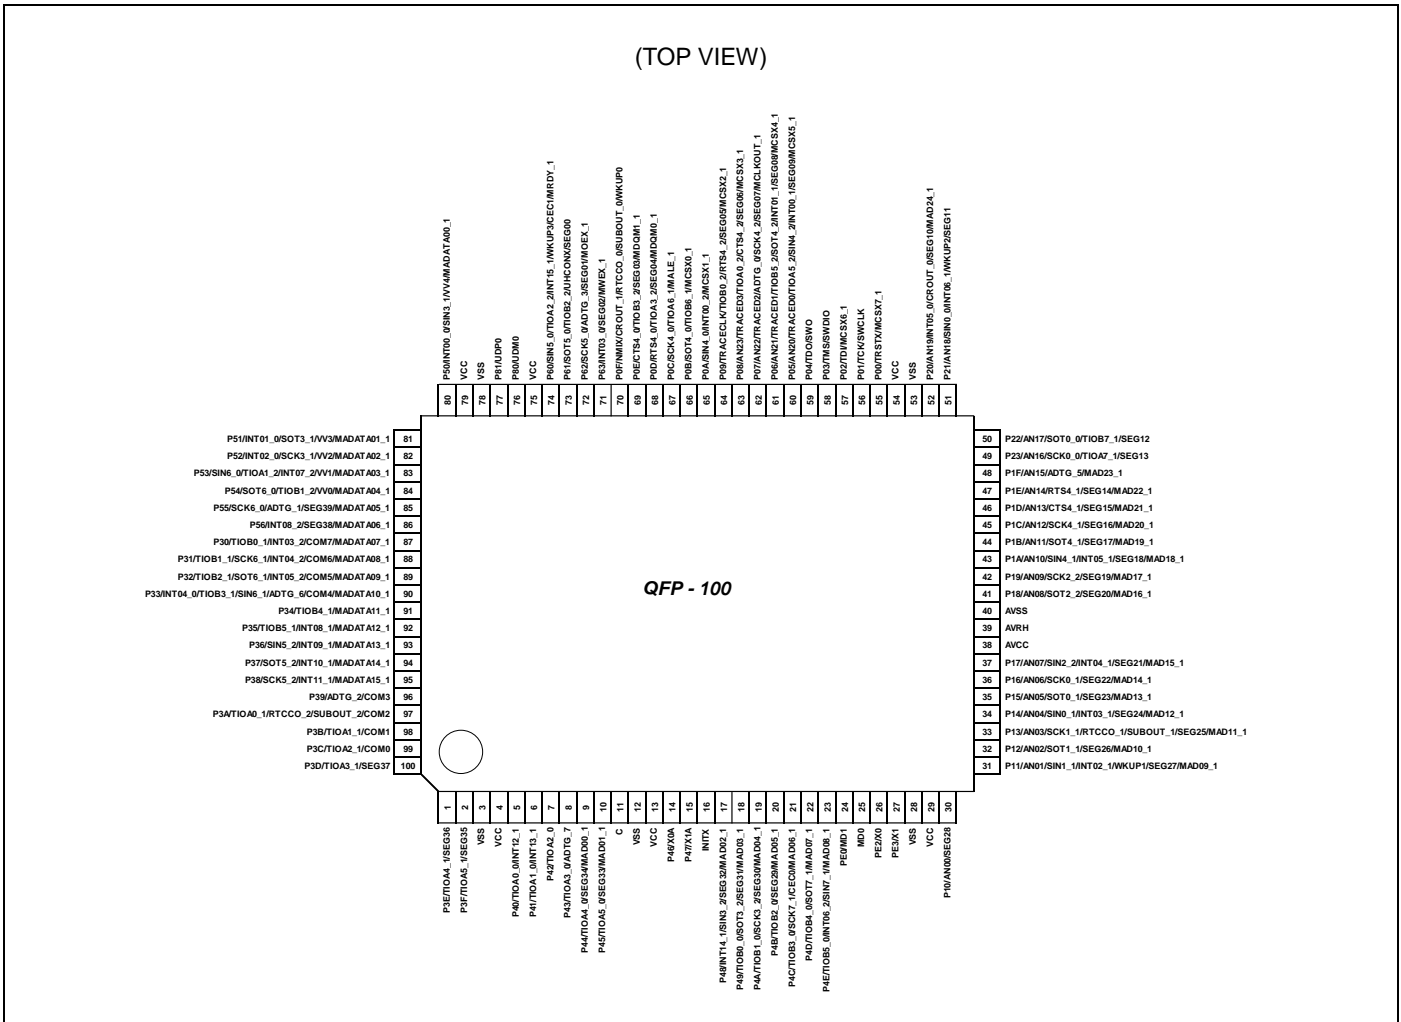 (TOP VIEW)
P50/INT00_0/SIN3_1/VV4/MADATA00_1
VCC
VSS
P81/UDP0
P80/UDM0
VCC
P60/SIN5_0/TIOA2_2/INT15_1/WKUP3/CEC1/MRDY_1
P61/SOT5_0/TIOB2_2/UHCONX/SEG00
P62/SCK5_0/ADTG_3/SEG01/MOEX_1
P63/INT03_0/SEG02/MWEX_1
P0F/NMIX/CROUT_1/RTCCO_0/SUBOUT_0/WKUP0
P0E/CTS4_0/TIOB3_2/SEG03/MDQM1_1
P0D/RTS4_0/TIOA3_2/SEG04/MDQM0_1
P0C/SCK4_0/TIOA6_1/MALE_1
P0B/SOT4_0/TIOB6_1/MCSX0_1
P0A/SIN4_0/INT00_2/MCSX1_1
P09/TRACECLK/TIOB0_2/RTS4_2/SEG05/MCSX2_1
P08/AN23/TRACED3/TIOA0_2/CTS4_2/SEG06/MCSX3_1
P07/AN22/TRACED2/ADTG_0/SCK4_2/SEG07/MCLKOUT_1
P06/AN21/TRACED1/TIOB5_2/SOT4_2/INT01_1/SEG08/MCSX4_1
P05/AN20/TRACED0/TIOA5_2/SIN4_2/INT00_1/SEG09/MCSX5_1
P04/TDO/SWO
P03/TMS/SWDIO
P02/TDI/MCSX6_1
P01/TCK/SWCLK
P00/TRSTX/MCSX7_1
VCC
VSS
P20/AN19/INT05_0/CROUT_0/SEG10/MAD24_1
P21/AN18/SIN0_0/INT06_1/WKUP2/SEG11
80 79 78 77 76 75 74 73 72 71 70 69 68 67 66 65 64 63 62 61 60 59 58 57 56 55 54 53 52 51
P51/INT01_0/SOT3_1/VV3/MADATA01_1 81
P52/INT02_0/SCK3_1/VV2/MADATA02_1 82
P53/SIN6_0/TIOA1_2/INT07_2/VV1/MADATA03_1 83
P54/SOT6_0/TIOB1_2/VV0/MADATA04_1 84
P55/SCK6_0/ADTG_1/SEG39/MADATA05_1 85
P56/INT08_2/SEG38/MADATA06_1 86
P30/TIOB0_1/INT03_2/COM7/MADATA07_1 87
P31/TIOB1_1/SCK6_1/INT04_2/COM6/MADATA08_1 88
P32/TIOB2_1/SOT6_1/INT05_2/COM5/MADATA09_1 89
P33/INT04_0/TIOB3_1/SIN6_1/ADTG_6/COM4/MADATA10_1 90
P34/TIOB4_1/MADATA11_1 91
P35/TIOB5_1/INT08_1/MADATA12_1 92
P36/SIN5_2/INT09_1/MADATA13_1 93
P37/SOT5_2/INT10_1/MADATA14_1 94
P38/SCK5_2/INT11_1/MADATA15_1 95
P39/ADTG_2/COM3 96
P3A/TIOA0_1/RTCCO_2/SUBOUT_2/COM2 97
P3B/TIOA1_1/COM1 98
P3C/TIOA2_1/COM0 99
P3D/TIOA3_1/SEG37 100
QFP - 100
50 P22/AN17/SOT0_0/TIOB7_1/SEG12
49 P23/AN16/SCK0_0/TIOA7_1/SEG13
48 P1F/AN15/ADTG_5/MAD23_1
47 P1E/AN14/RTS4_1/SEG14/MAD22_1
46 P1D/AN13/CTS4_1/SEG15/MAD21_1
45 P1C/AN12/SCK4_1/SEG16/MAD20_1
44 P1B/AN11/SOT4_1/SEG17/MAD19_1
43 P1A/AN10/SIN4_1/INT05_1/SEG18/MAD18_1
42 P19/AN09/SCK2_2/SEG19/MAD17_1
41 P18/AN08/SOT2_2/SEG20/MAD16_1
40 AVSS
39 AVRH
38 AVCC
37 P17/AN07/SIN2_2/INT04_1/SEG21/MAD15_1
36 P16/AN06/SCK0_1/SEG22/MAD14_1
35 P15/AN05/SOT0_1/SEG23/MAD13_1
34 P14/AN04/SIN0_1/INT03_1/SEG24/MAD12_1
33 P13/AN03/SCK1_1/RTCCO_1/SUBOUT_1/SEG25/MAD11_1
32 P12/AN02/SOT1_1/SEG26/MAD10_1
31 P11/AN01/SIN1_1/INT02_1/WKUP1/SEG27/MAD09_1
1 2 3 4 5 6 7 8 9 10 11 12 13 14 15 16 17 18 19 20 21 22 23 24 25 26 27 28 29 30
P3E/TIOA4_1/SEG36
P3F/TIOA5_1/SEG35
VSS
VCC
P40/TIOA0_0/INT12_1
P41/TIOA1_0/INT13_1
P42/TIOA2_0
P43/TIOA3_0/ADTG_7
P44/TIOA4_0/SEG34/MAD00_1
P45/TIOA5_0/SEG33/MAD01_1
C
VSS
VCC
P46/X0A
P47/X1A
INITX
P48/INT14_1/SIN3_2/SEG32/MAD02_1
P49/TIOB0_0/SOT3_2/SEG31/MAD03_1
P4A/TIOB1_0/SCK3_2/SEG30/MAD04_1
P4B/TIOB2_0/SEG29/MAD05_1
P4C/TIOB3_0/SCK7_1/CEC0/MAD06_1
P4D/TIOB4_0/SOT7_1/MAD07_1
P4E/TIOB5_0/INT06_2/SIN7_1/MAD08_1
PE0/MD1
MD0
PE2/X0
PE3/X1
VSS
VCC
P10/AN00/SEG28